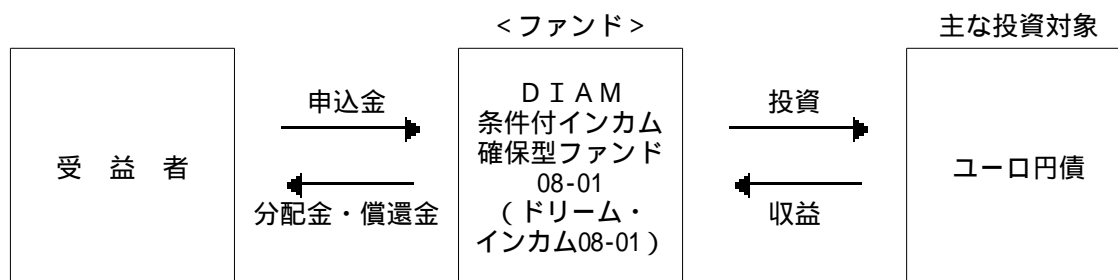 <ファンド>
主な投資対象
受 益 者
申込金
分配金・償還金
DIAM
条件付インカム
確保型ファンド
08-01
(ドリーム・
インカム08-01)
投資
収益
ユーロ円債